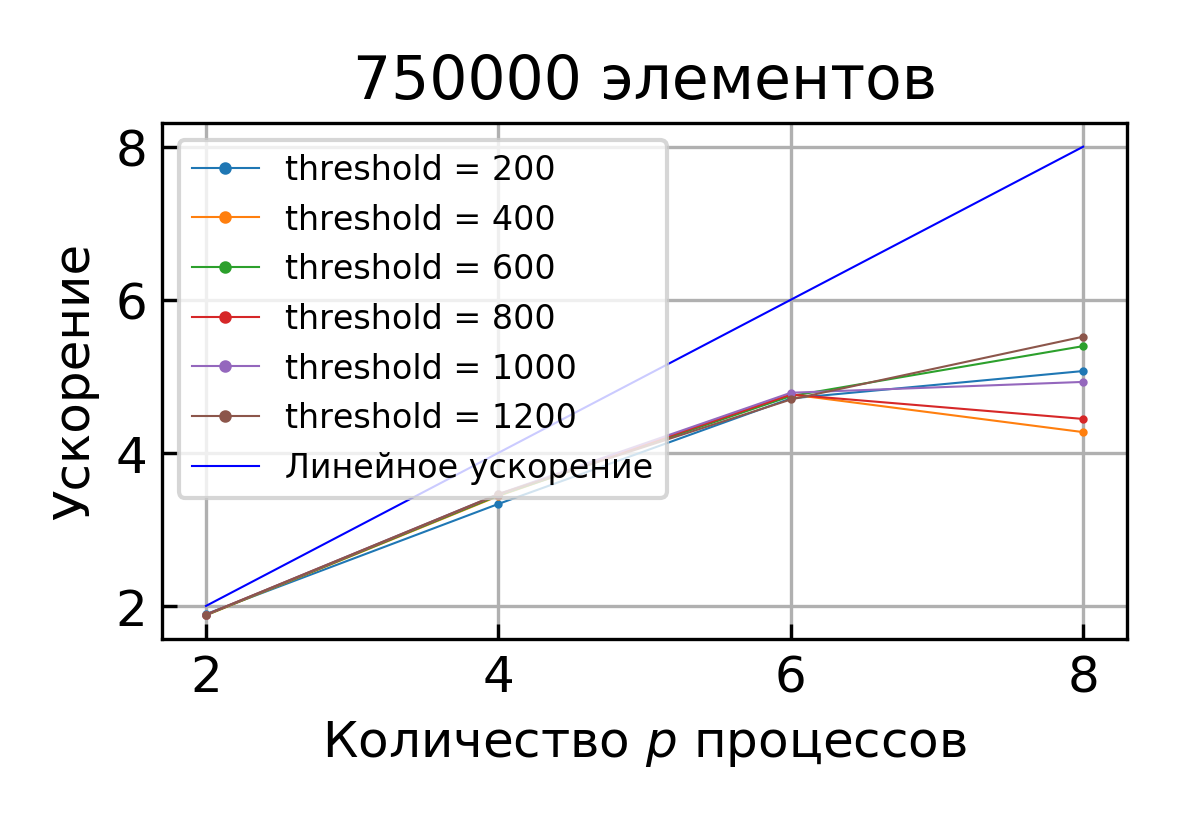 750000 элементов
8
6
4
2
Ускорение
threshold = 200
threshold = 400
threshold = 600
threshold = 800
threshold = 1000
threshold = 1200
Линейное ускорение
2 4 6 8
Количество p процессов